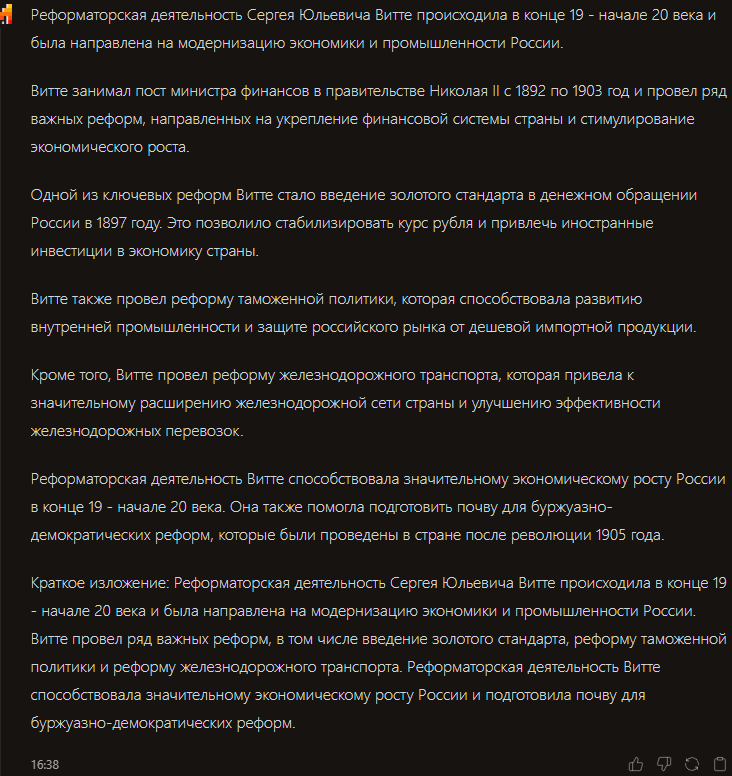 Реформаторская деятельность Сергея Юльевича Витте происходила в конце 19 - начале 20 века и
была направлена на модернизацию экономики и промышленности России.
Витте занимал пост министра финансов в правительстве Николая II с 1892 по 1903 год и провел ряд
важных реформ, направленных на укрепление финансовой системы страны и стимулирование
экономического роста.
Одной из ключевых реформ Витте стало введение золотого стандарта в денежном обращении
России в 1897 году. Это позволило стабилизировать курс рубля и привлечь иностранные
инвестиции в экономику страны.
Витте также провел реформу таможенной политики, которая способствовала развитию
внутренней промышленности и защите российского рынка от дешевой импортной продукции.
Кроме того, Витте провел реформу железнодорожного транспорта, которая привела к
значительному расширению железнодорожной сети страны и улучшению эффективности
железнодорожных перевозок.
Реформаторская деятельность Витте способствовала значительному экономическому росту России
в конце 19 - начале 20 века. Она также помогла подготовить почву для буржуазно-
демократических реформ, которые были проведены в стране после революции 1905 года.
Краткое изложение: Реформаторская деятельность Сергея Юльевича Витте происходила в конце 19
- начале 20 века и была направлена на модернизацию экономики и промышленности России.
Витте провел ряд важных реформ, в том числе введение золотого стандарта, реформу таможенной
политики и реформу железнодорожного транспорта. Реформаторская деятельность Витте
способствовала значительному экономическому росту России и подготовила почву для
буржуазно-демократических реформ.
16:38